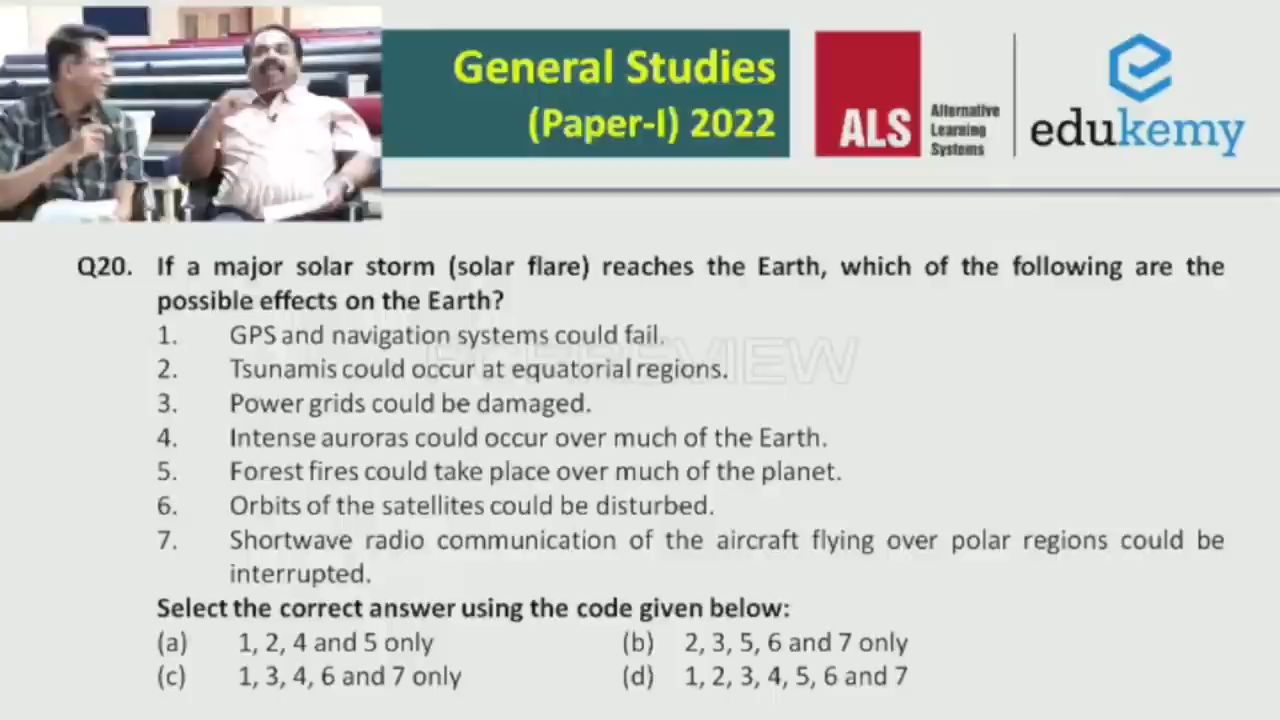 General Studies
(Paper-I) 2022
ALS
Alternative
Learning
Systems
edukemy
Q20. If a major solar storm (solar flare) reaches the Earth, which of the following are the
possible effects on the Earth?
1. GPS and navigation systems could fail.
2. Tsunamis could occur at equatorial regions.
3. Power grids could be damaged.
4. Intense auroras could occur over much of the Earth.
5. Forest fires could take place over much of the planet.
6. Orbits of the satellites could be disturbed.
7. Shortwave radio communication of the aircraft flying over polar regions could be
interrupted.
Select the correct answer using the code given below:
(a) 1, 2, 4 and 5 only (b) 2, 3, 5, 6 and 7 only
(c) 1, 3, 4, 6 and 7 only (d) 1, 2, 3, 4, 5, 6 and 7